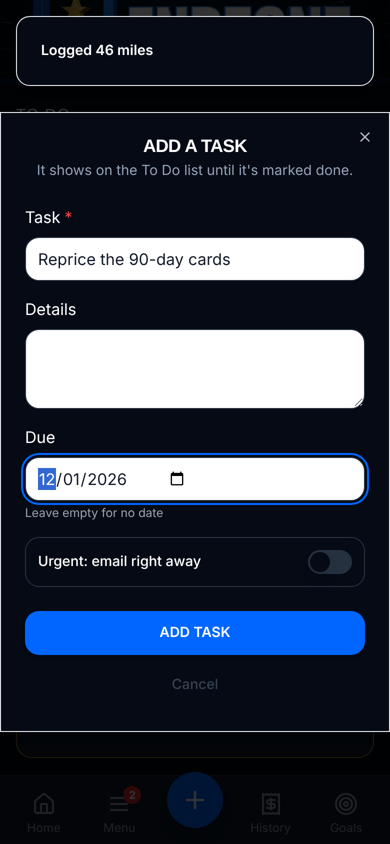 Logged 46 miles
TO DO
ADD A TASK
It shows on the To Do list until it's marked done.
Task *
Reprice the 90-day cards
Details
Due
12/01/2026
Leave empty for no date
Urgent: email right away
ADD TASK
Cancel
2
Home
Menu
History
Goals